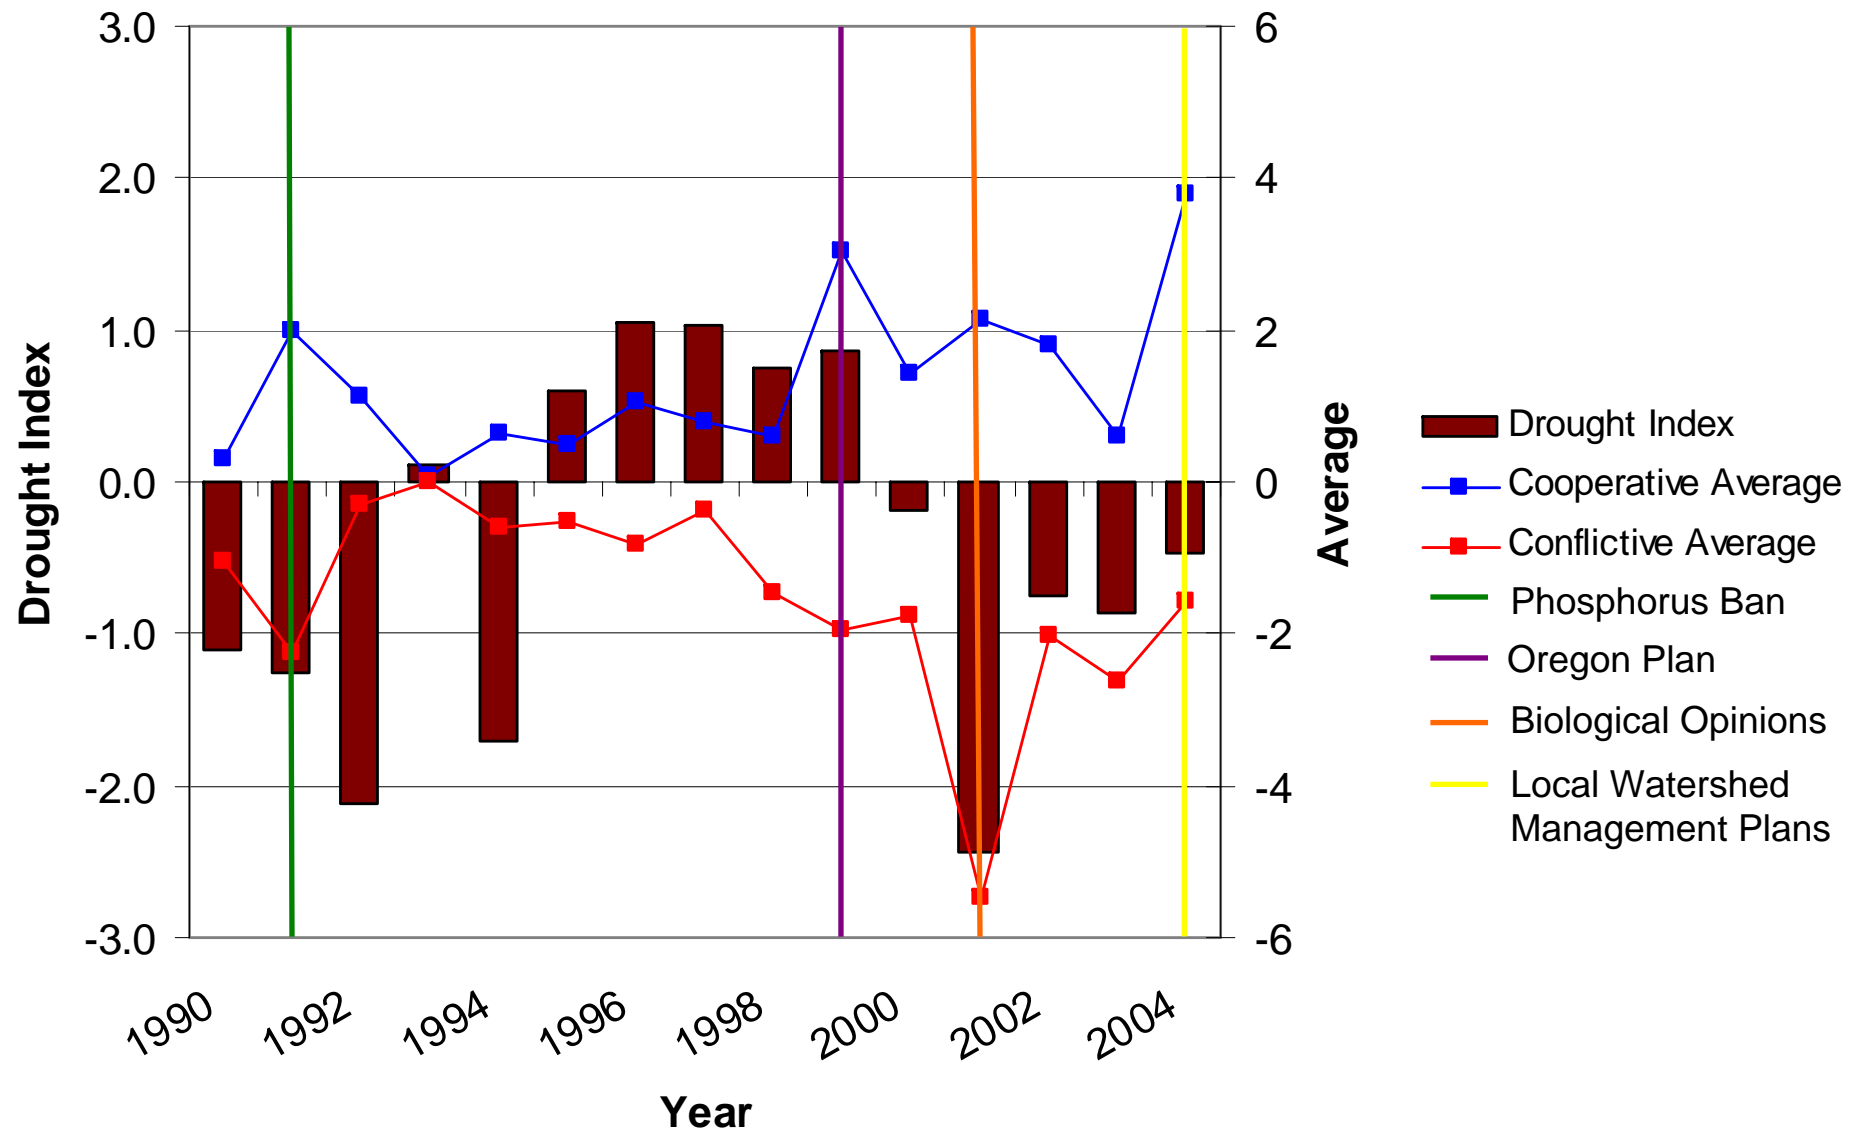 3.0
2.0
1.0
0.0
-1.0
-2.0
-3.0
Drought Index
6
4
2
0
-2
-4
-6
Average
1990
1992
1994
1996
1998
2000
2002
2004
Year
Drought Index
Cooperative Average
Conflictive Average
Phosphorus Ban
Oregon Plan
Biological Opinions
Local Watershed
Management Plans